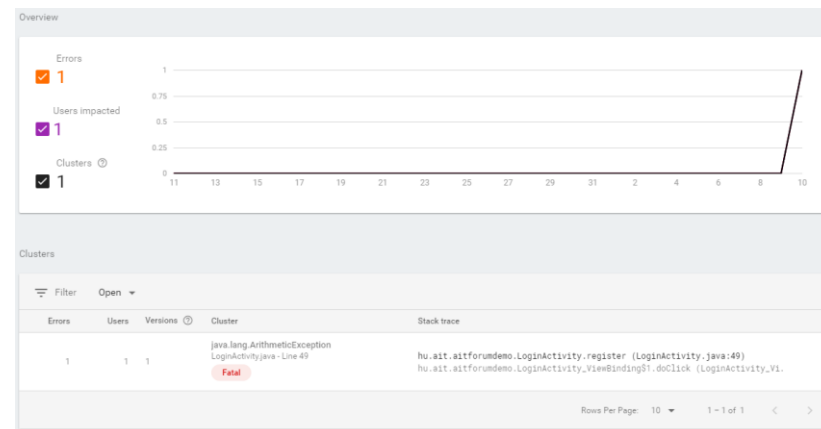 Overview
Errors
1
Users impacted
1
Clusters
1
1
0.75
0.5
0.25
0
11 13 15 17 19 21 23 25 27 29 31 2 4 6 8 10
Clusters
Filter Open
Errors Users Versions Cluster Stack trace
java.lang.ArithmeticException
LoginActivity.java - Line 49
Fatal
1 1 1
hu.ait.aitforumdemo.LoginActivity.register (LoginActivity.java:49)
hu.ait.aitforumdemo.LoginActivity_ViewBinding$1.doClick (LoginActivity_Vi.
Rows Per Page: 10 1 – 1 of 1